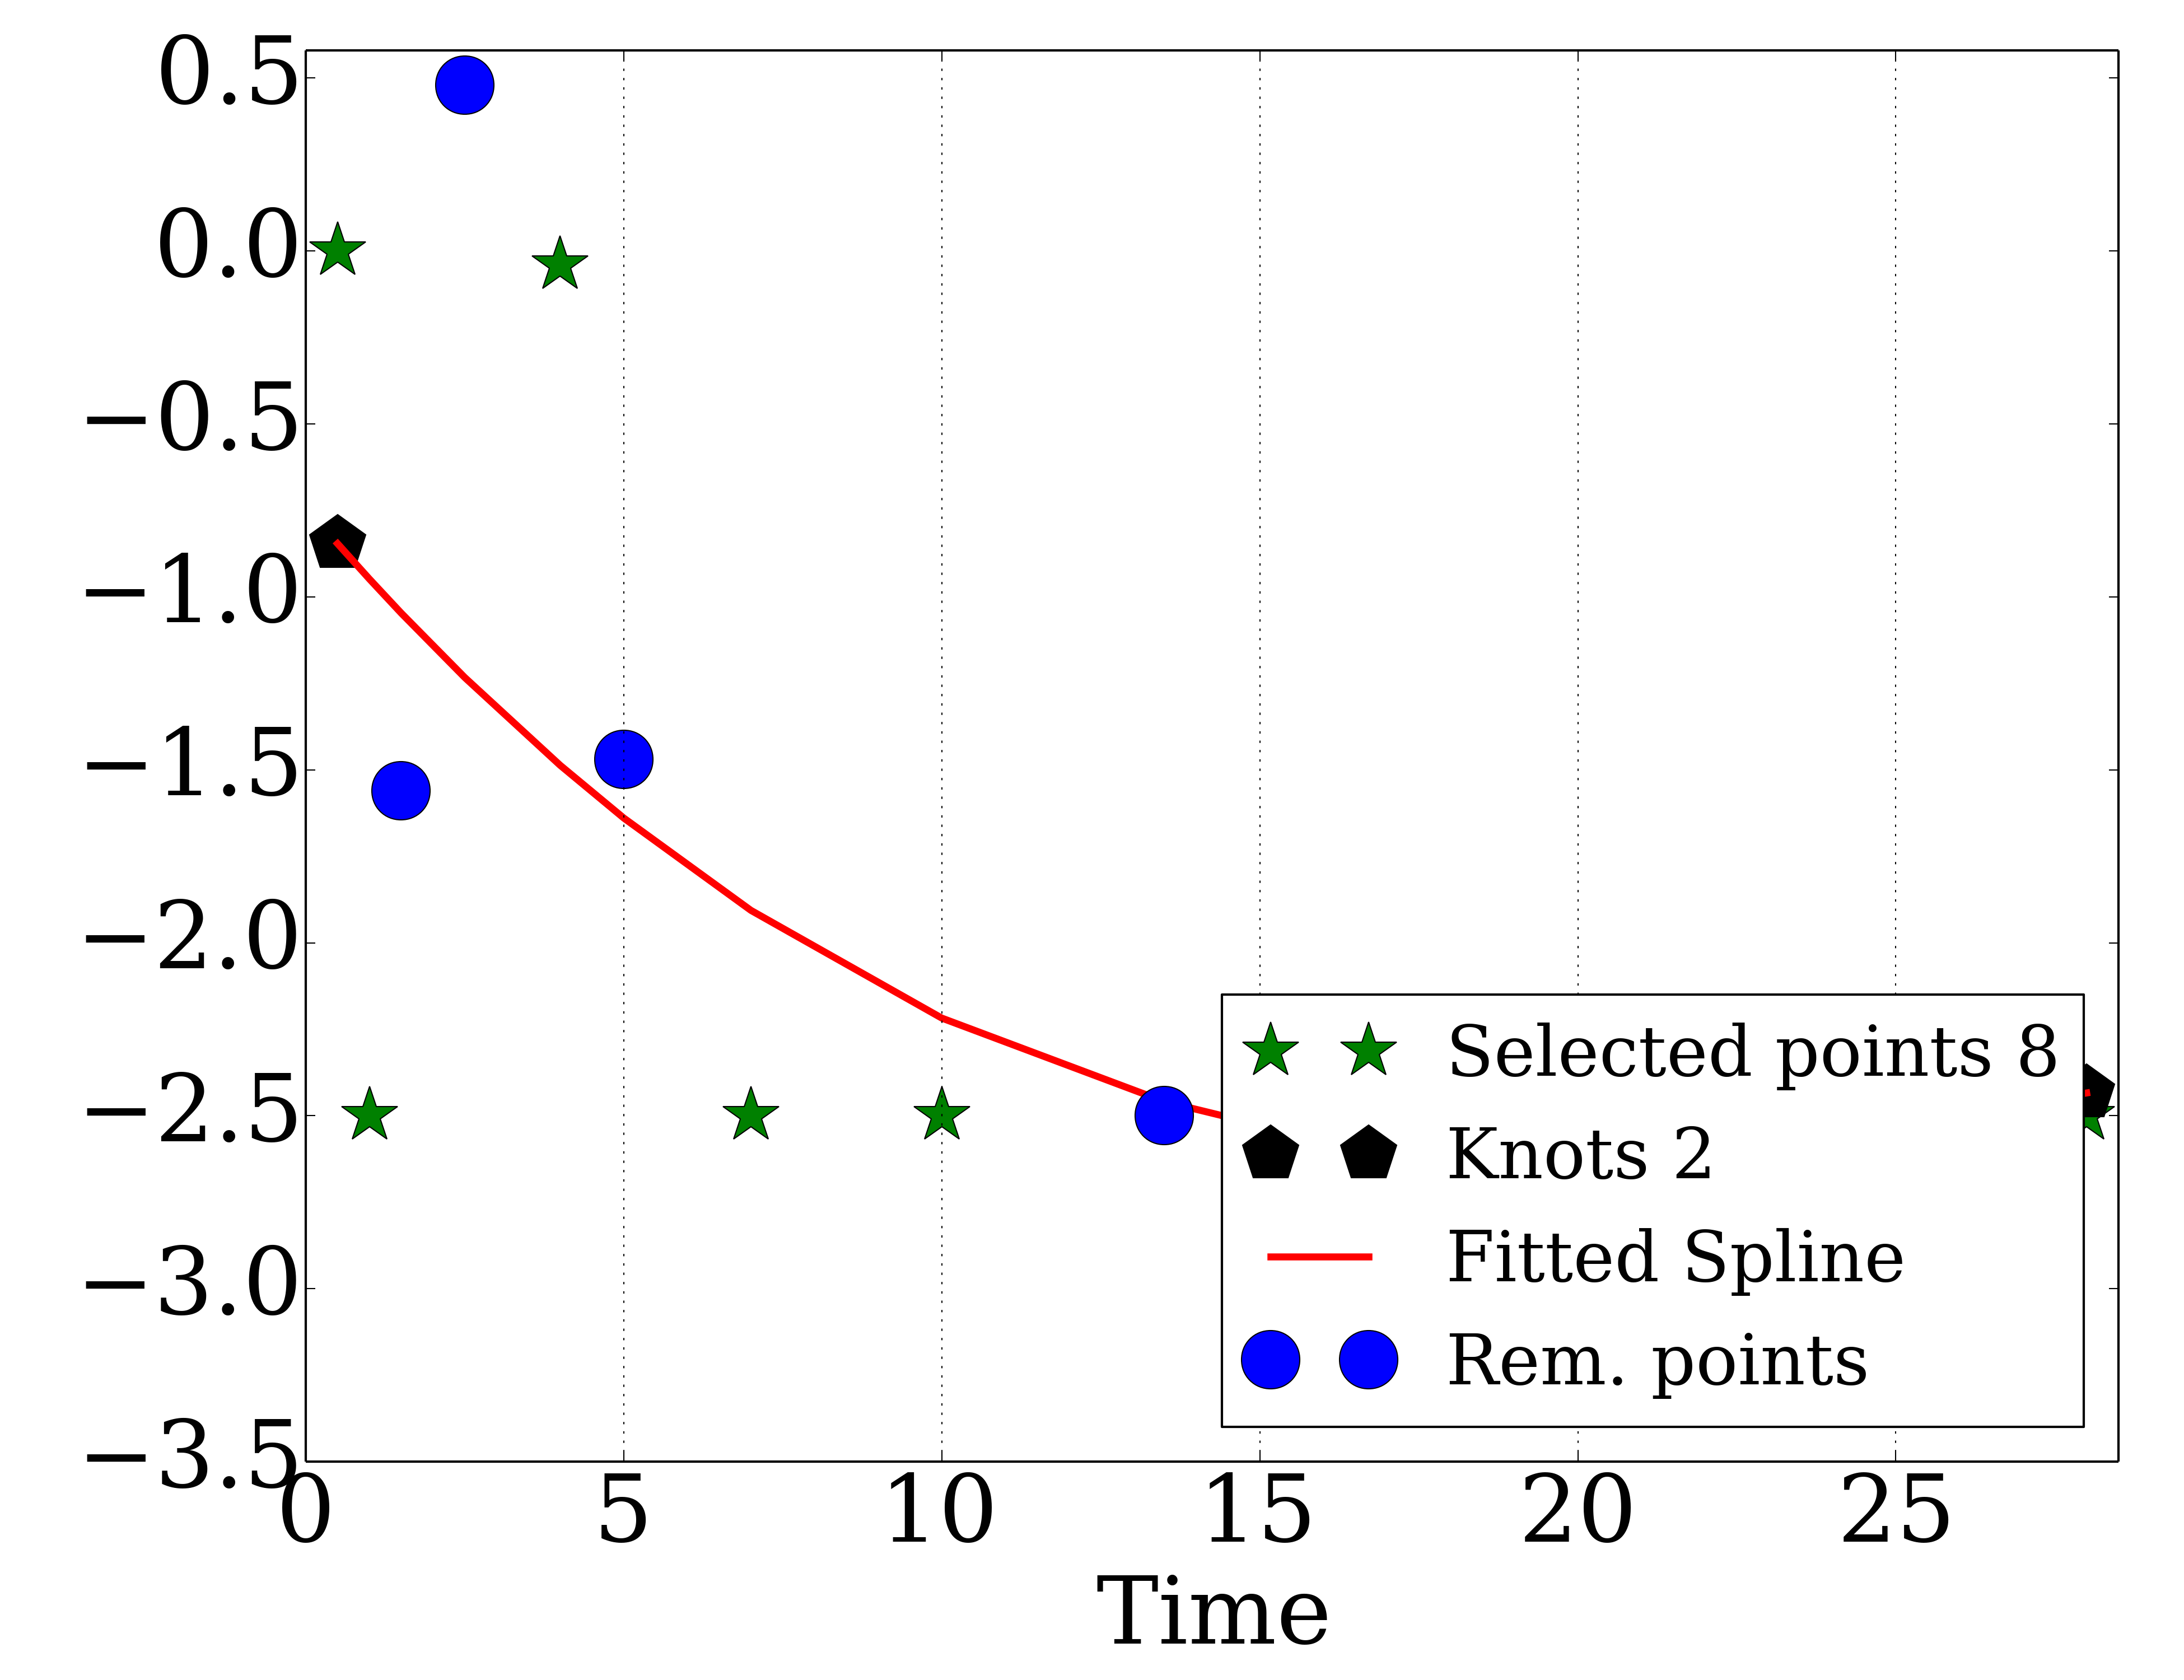 0.5
0.0
−0.5
−1.0
−1.5
−2.0
−2.5
−3.0
−3.5
Selected points 8
Knots 2
Fitted Spline
Rem. points
0 5 10 15 20 25
Time